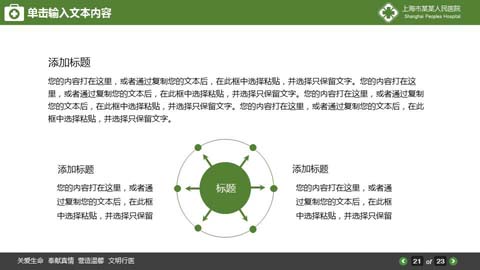 单击输入文本内容
上海市某某人民医院
Shanghai Peoples Hospital
添加标题
您的内容打在这里，或者通过复制您的文本后，在此框中选择粘贴，并选择只保留文字。您的内容打在这
里，或者通过复制您的文本后，在此框中选择粘贴，并选择只保留文字。您的内容打在这里，或者通过复制
您的文本后，在此框中选择粘贴，并选择只保留文字。您的内容打在这里，或者通过复制您的文本后，在此
框中选择粘贴，并选择只保留文字。
添加标题
您的内容打在这里，或者通
过复制您的文本后，在此框
中选择粘贴，并选择只保留
标题
添加标题
您的内容打在这里，或者通
过复制您的文本后，在此框
中选择粘贴，并选择只保留
关爱生命 奉献真情 营造温馨 文明行医
21 of 23